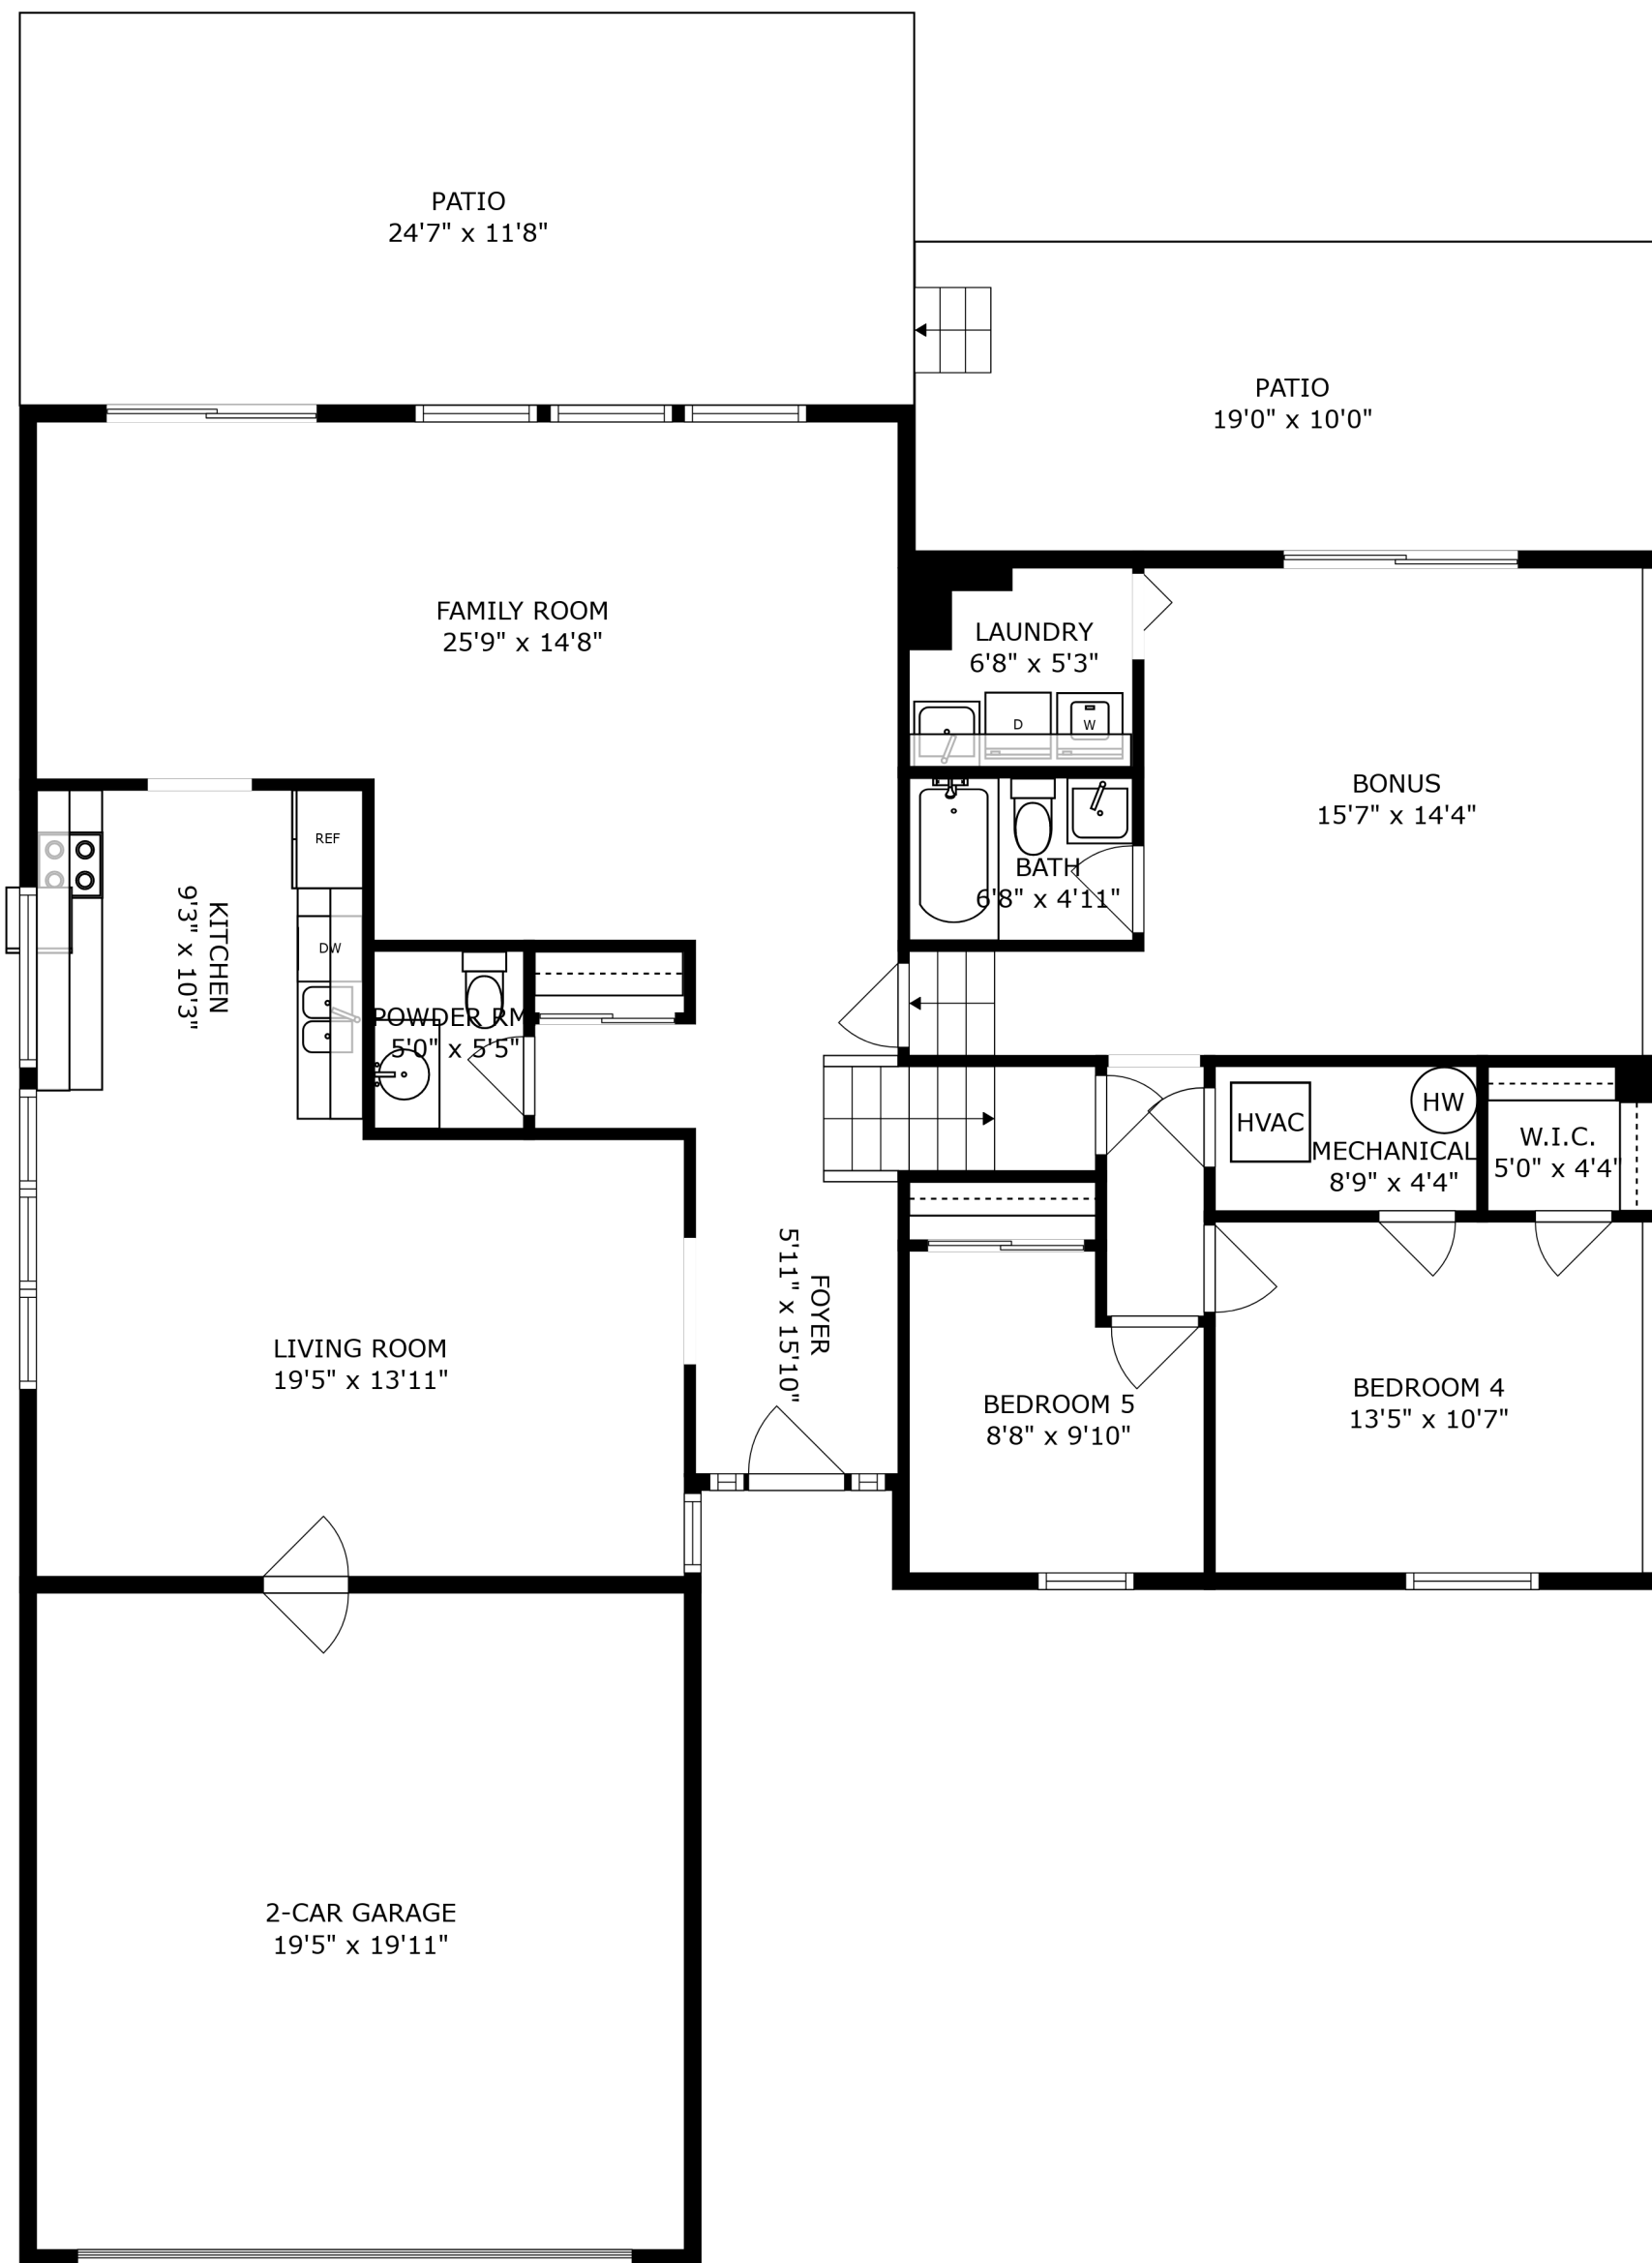 PATIO
24'7" x 11'8"
PATIO
19'0" x 10'0"
FAMILY ROOM
25'9" x 14'8"
LAUNDRY
6'8" x 5'3"
D
W
BONUS
15'7" x 14'4"
REF
BATH
6'8" x 4'11"
KITCHEN
9'3" x 10'3"
DW
POWDER RM
5'0" x 5'5"
HVAC
HW
MECHANICAL
8'9" x 4'4"
W.I.C.
5'0" x 4'4"
FOYER
5'11" x 15'10"
LIVING ROOM
19'5" x 13'11"
BEDROOM 5
8'8" x 9'10"
BEDROOM 4
13'5" x 10'7"
2-CAR GARAGE
19'5" x 19'11"